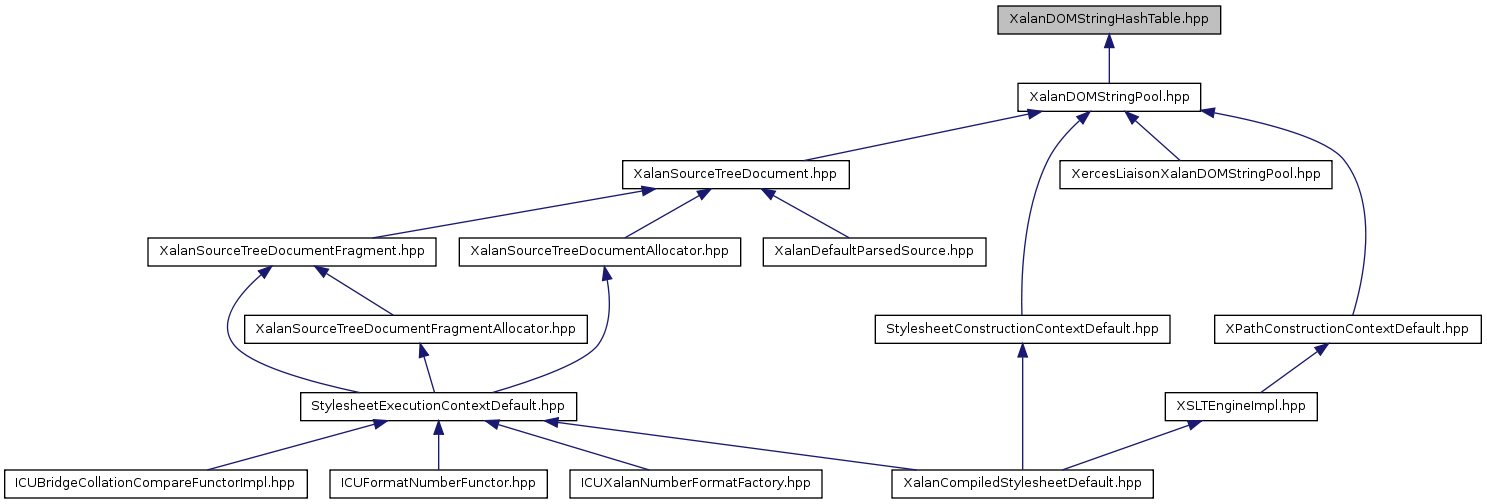 XalanDOMStringHashTable.hpp
XalanDOMStringPool.hpp
XalanSourceTreeDocument.hpp
XercesLiaisonXalanDOMStringPool.hpp
XalanSourceTreeDocumentFragment.hpp
XalanSourceTreeDocumentAllocator.hpp
XalanDefaultParsedSource.hpp
XalanSourceTreeDocumentFragmentAllocator.hpp
StylesheetConstructionContextDefault.hpp
XPathConstructionContextDefault.hpp
StylesheetExecutionContextDefault.hpp
XSLTEngineImpl.hpp
ICUBridgeCollationCompareFunctorImpl.hpp
ICUFormatNumberFunctor.hpp
ICUXalanNumberFormatFactory.hpp
XalanCompiledStylesheetDefault.hpp